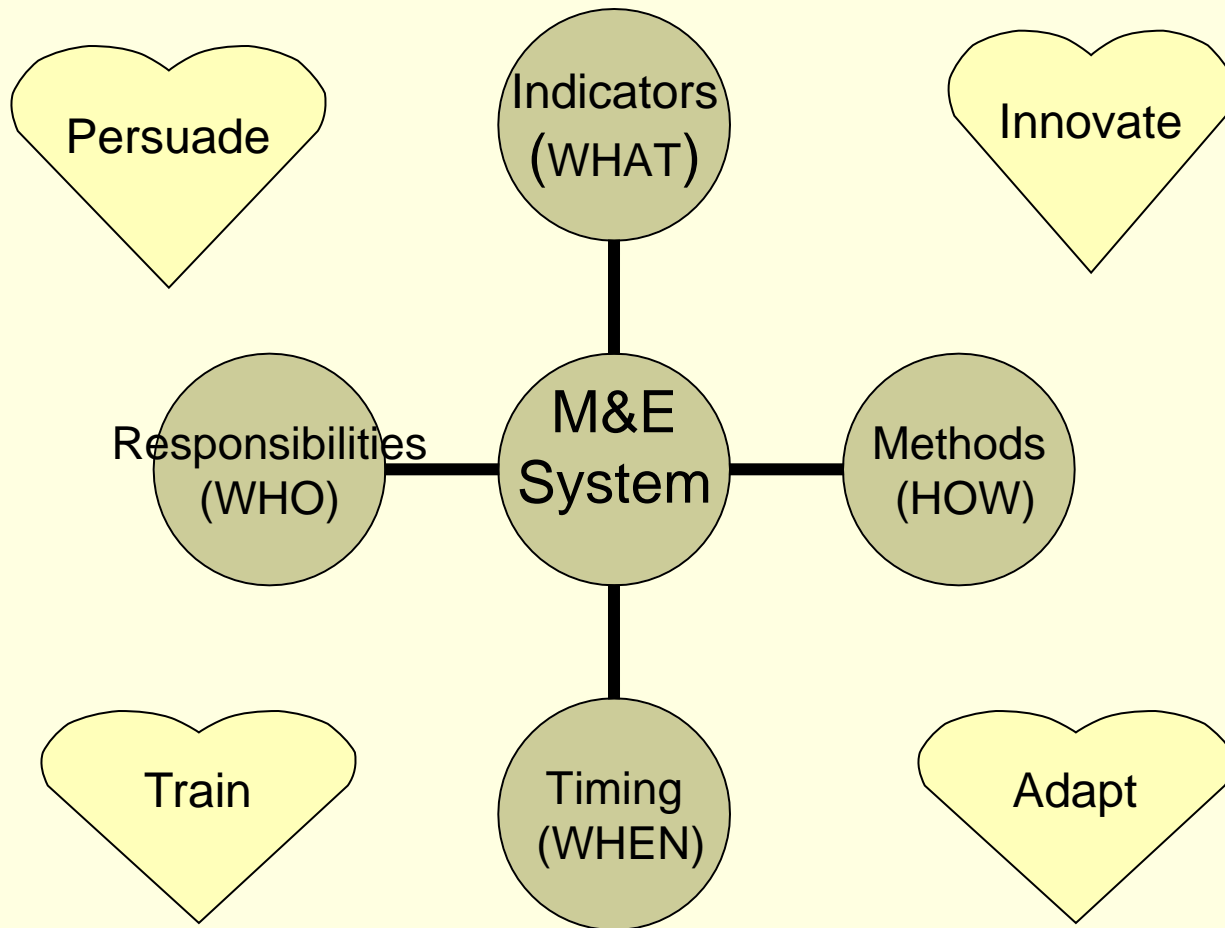 Persuade
Indicators
(WHAT)
Innovate
Responsibilities
(WHO)
M&E
System
Methods
(HOW)
Train
Timing
(WHEN)
Adapt